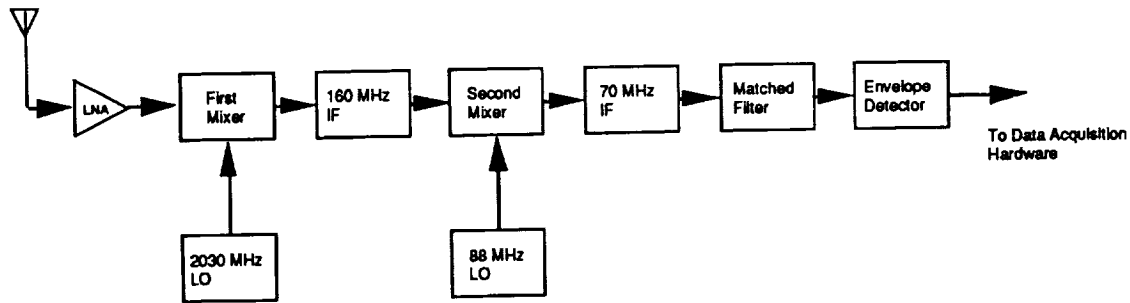 LNA
First
Mixer
160 MHz
IF
Second
Mixer
70 MHz
IF
Matched
Filter
Envelope
Detector
To Data Acquisition
Hardware
2030 MHz
LO
88 MHz
LO